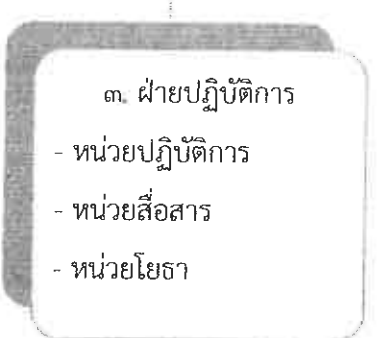 ๓. ฝ่ายปฏิบัติการ
- หน่วยปฏิบัติการ
- หน่วยสื่อสาร
- หน่วยโยธา